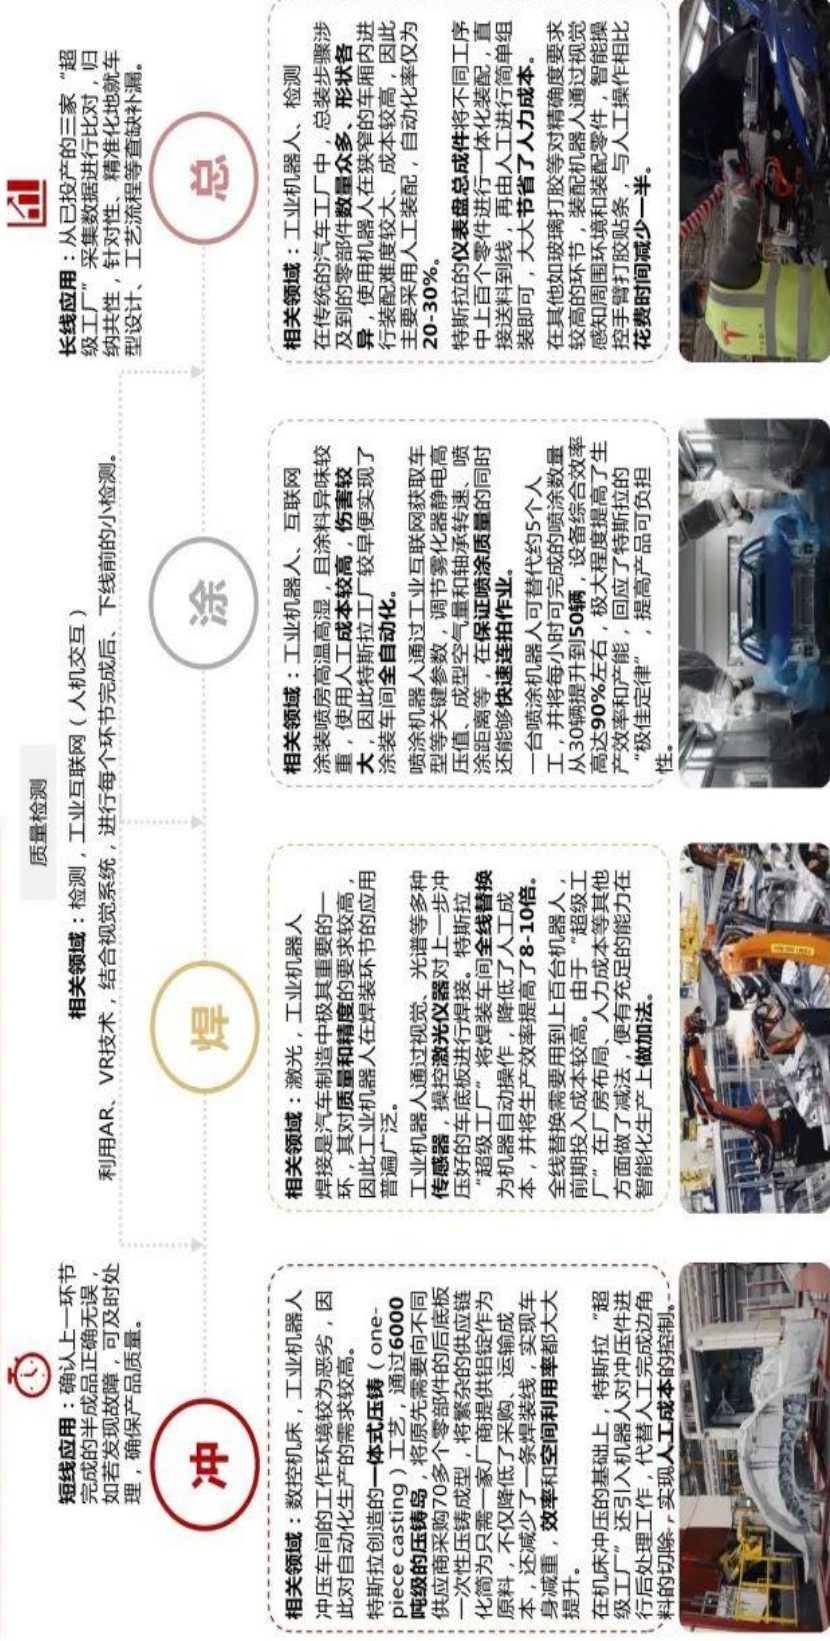 质量检测
相关领域：检测，工业互联网（人机交互）
利用AR、VR技术，结合视觉系统，进行每个环节完成后、下线前的小检测。
短线应用：确认上一环节
完成的半成品正确无误，
如若发现故障，可及时处
理，确保产品质量。
长线应用：从已投产的三家“超
级工厂”采集数据进行比对，归
纳共性，针对性、精准化地就车
型设计、工艺流程等查缺补漏。
冲
相关领域：数控机床，工业机器人
冲压车间的工作环境较为恶劣，因
此对自动化生产的需求较高。
特斯拉创造的一体式压铸（one-
piece casting）工艺，通过6000
吨级的压铸岛，将原先需要向不同
供应商采购70多个零部件的后底板
一次性压铸成型，将繁杂的供应链
化简为只需一家厂商提供铝锭作为
原料，不仅降低了采购、运输成
本，还减少了一条焊装线，实现车
身减重，效率和空间利用率都大大
提升。
在机床冲压的基础上，特斯拉“超
级工厂”还引入机器人对冲压件进
行后处理工作，代替人工完成边角
料的切除，实现人工成本的控制。
焊
相关领域：激光，工业机器人
焊接是汽车制造中极其重要的一
环，其对质量和精度的要求较高，
因此工业机器人在焊装环节的应用
普遍广泛。
工业机器人通过视觉、光谱等多种
传感器，操控激光仪器对上一步冲
压好的车底板进行焊接。特斯拉
“超级工厂”将焊装车间全线替换
为机器自动操作，降低了人工成
本，并将生产效率提高了8-10倍。
全线替换需要用到上百台机器人，
前期投入成本较高。由于“超级工
厂”在厂房布局、人力成本等其他
方面做了减法，便有充足的能力在
智能化生产上做加法。
涂
相关领域：工业机器人、互联网
涂装喷房高温高湿，且涂料异味较
重，使用人工成本较高，伤害较
大，因此特斯拉工厂较早便实现了
涂装车间全自动化。
喷涂机器人通过工业互联网获取车
型等关键参数，调节雾化器静电高
压值、成型空气量和轴承转速、喷
涂距离等，在保证喷涂质量的同时
还能够快速连拍作业。
一台喷涂机器人可替代约5个人
工，并将每小时可完成的喷涂数量
从30辆提升到50辆，设备综合效率
高达90%左右，极大程度提高了生
产效率和产能，回应了特斯拉的
“极佳定律”，提高产品可负担
性。
总
相关领域：工业机器人、检测
在传统的汽车工厂中，总装步骤涉
及到的零部件数量众多、形状各
异，使用机器人在狭窄的车厢内进
行装配难度较大、成本较高，因此
主要采用人工装配，自动化率仅为
20-30%。
特斯拉的仪表盘总成件将不同工序
中上百个零件进行一体化装配，直
接送料到线，再由人工进行简单组
装即可，大大节省了人力成本。
在其他如玻璃打胶等对精确度要求
较高的环节，装配机器人通过视觉
感知周围环境和装配零件，智能操
控手臂打胶贴条，与人工操作相比
花费时间减少一半。